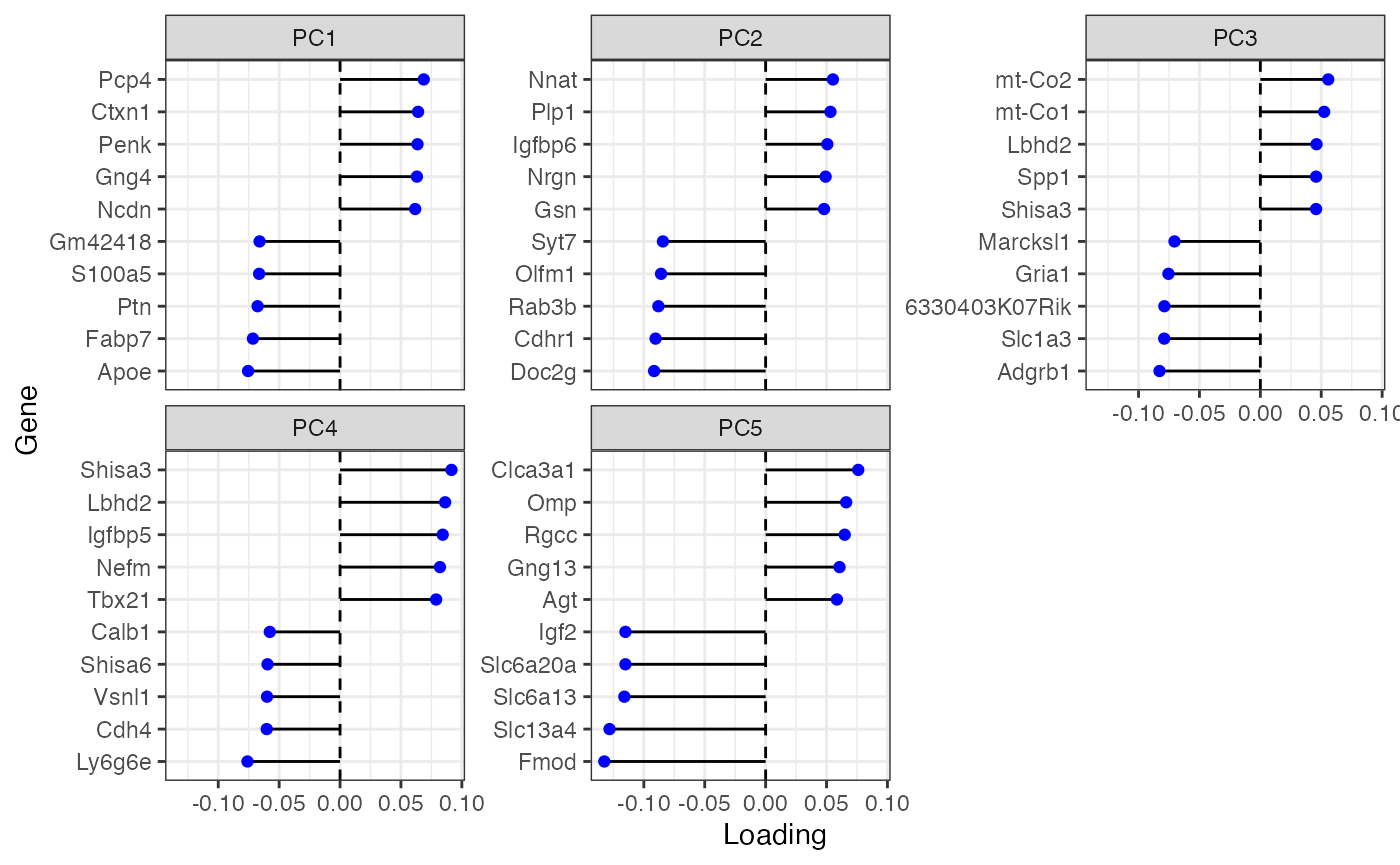 PC1
PC2
PC3
Pcp4
Ctxn1
Penk
Gng4
Ncdn
Gm42418
S100a5
Ptn
Fabp7
Apoe
Nnat
Plp1
Igfbp6
Nrgn
Gsn
Syt7
Olfm1
Rab3b
Cdhr1
Doc2g
mt-Co2
mt-Co1
Lbhd2
Spp1
Shisa3
Marcksl1
Gria1
6330403K07Rik
Slc1a3
Adgrb1
-0.10 -0.05 0.00 0.05 0.10
Gene
PC4
PC5
Shisa3
Lbhd2
Igfbp5
Nefm
Tbx21
Calb1
Shisa6
Vsnl1
Cdh4
Ly6g6e
-0.10 -0.05 0.00 0.05 0.10
Clca3a1
Omp
Rgcc
Gng13
Agt
Igf2
Slc6a20a
Slc6a13
Slc13a4
Fmod
-0.10 -0.05 0.00 0.05 0.10
Loading